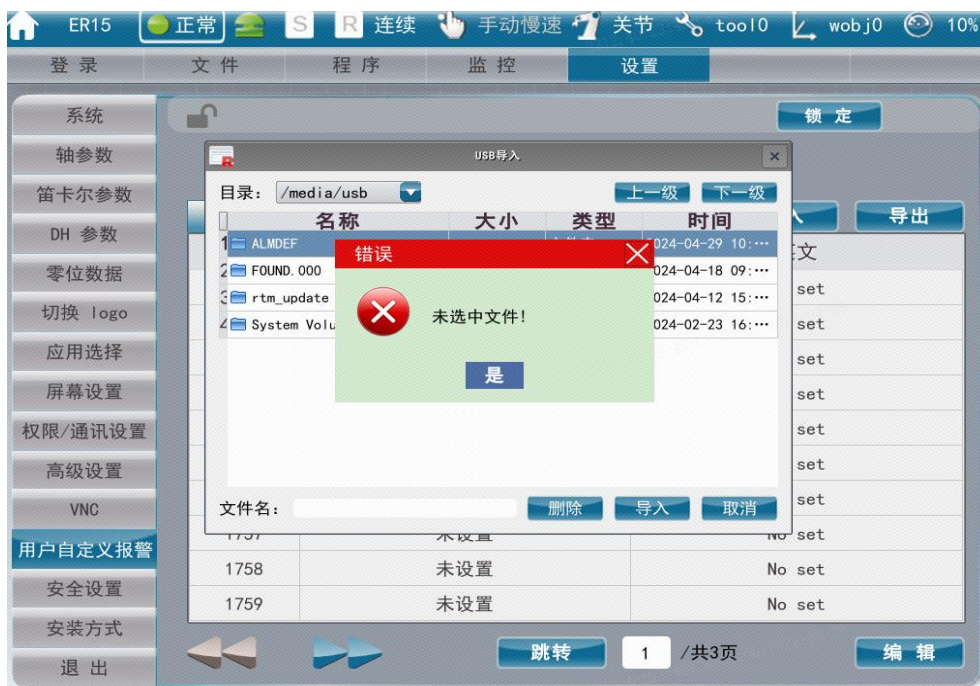 ER15 正常 S R 连续 手动慢速 关节 tool0 wobj0 10%
登录 文件 程序 监控 设置
系统
轴参数
笛卡尔参数
DH 参数
零位数据
切换 logo
应用选择
屏幕设置
权限/通讯设置
高级设置
VNC
用户自定义报警
安全设置
安装方式
退出
锁定
导出
R USB导入
目录: /media/usb 上一级 下一级
名称 大小 类型 时间
1 ALMDEF 024-04-29 10:…
2 FOUND.000 024-04-18 09:…
3 rtm_update 024-04-12 15:…
4 System Volu 024-02-23 16:…
错误
未选中文件!
是
文件名: 删除 导入 取消
文
set
set
set
set
set
set
set
未设置 No set
1758 未设置 No set
1759 未设置 No set
跳转 1 /共3页 编辑